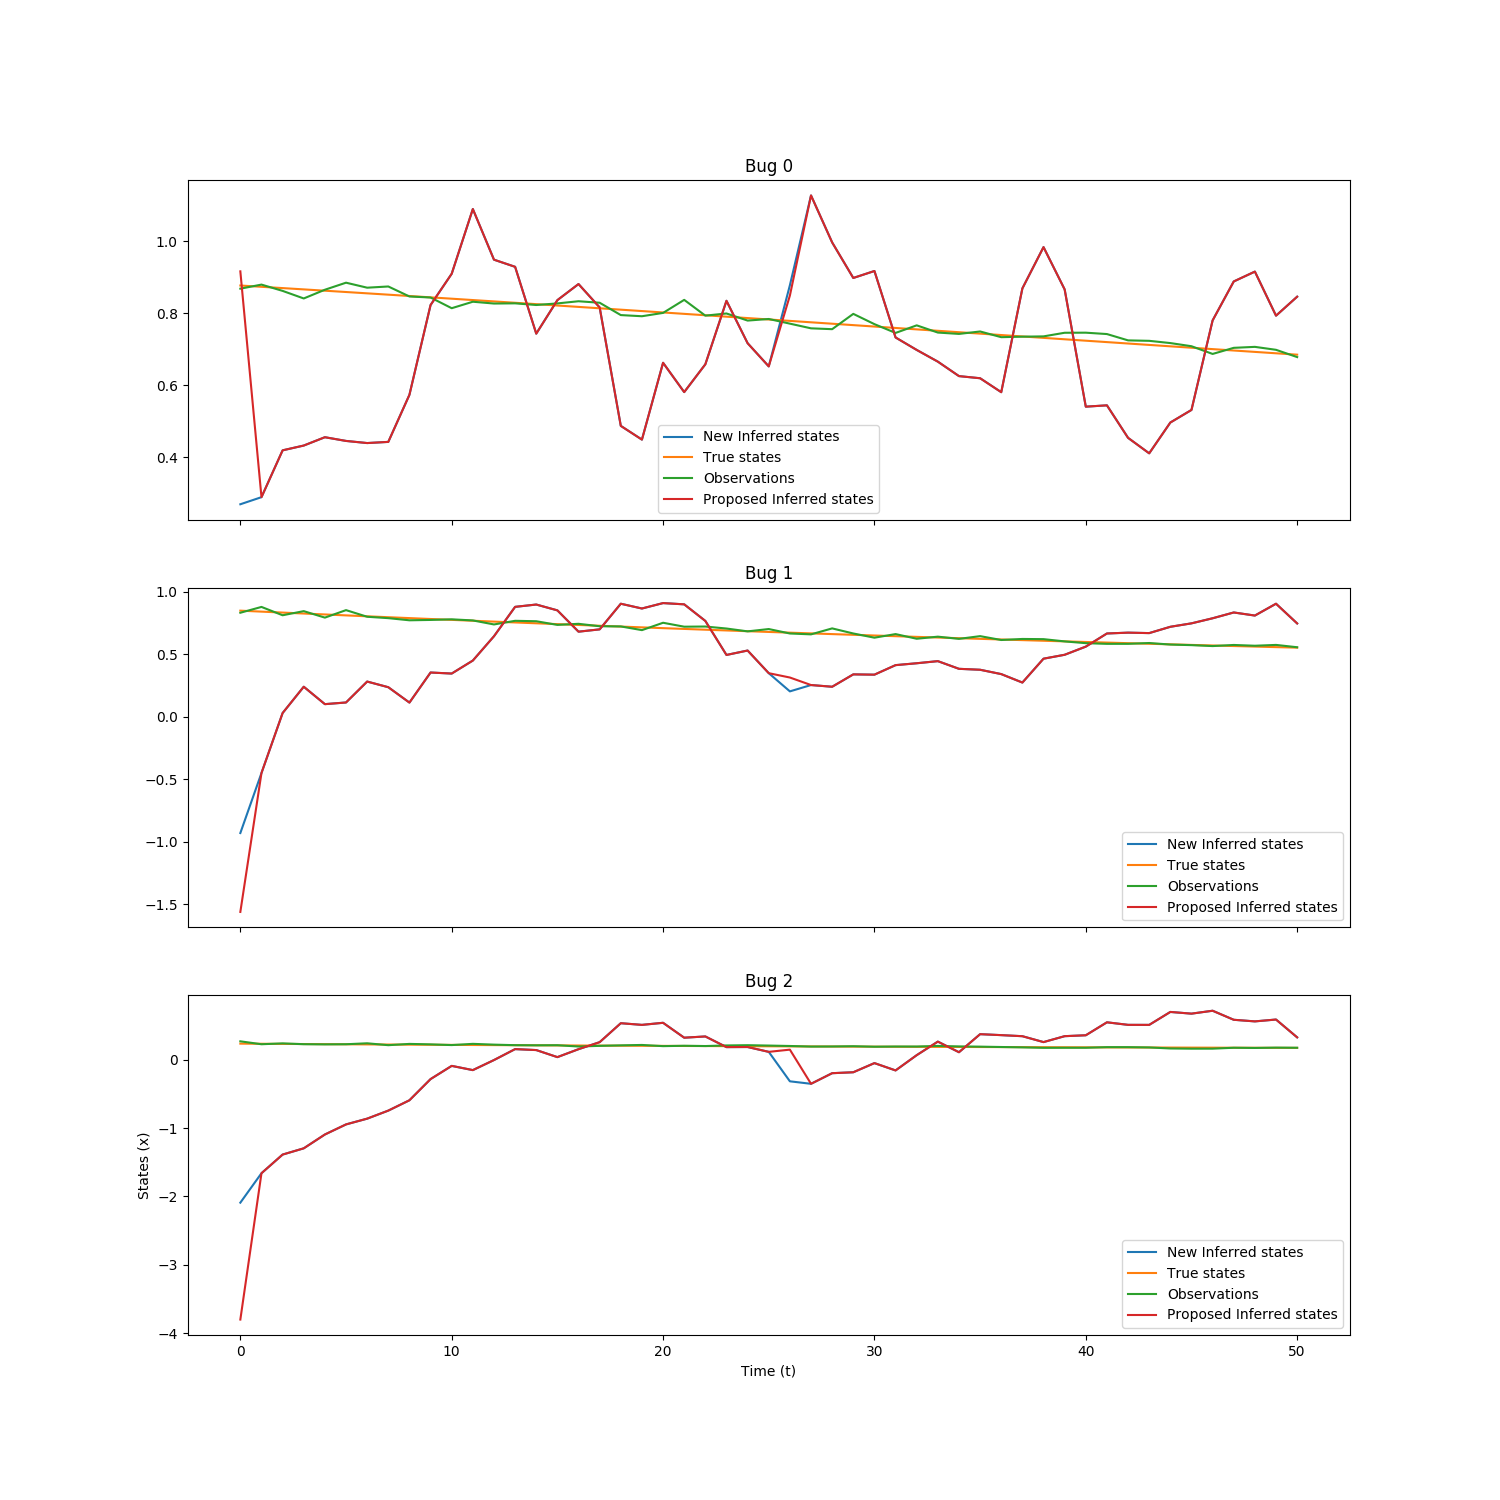 Bug 0
1.0
0.8
0.6
0.4
New Inferred states
True states
Observations
Proposed Inferred states
Bug 1
1.0
0.5
0.0
−0.5
−1.0
−1.5
New Inferred states
True states
Observations
Proposed Inferred states
Bug 2
0
−1
−2
−3
−4
States (x)
New Inferred states
True states
Observations
Proposed Inferred states
0 10 20 30 40 50
Time (t)